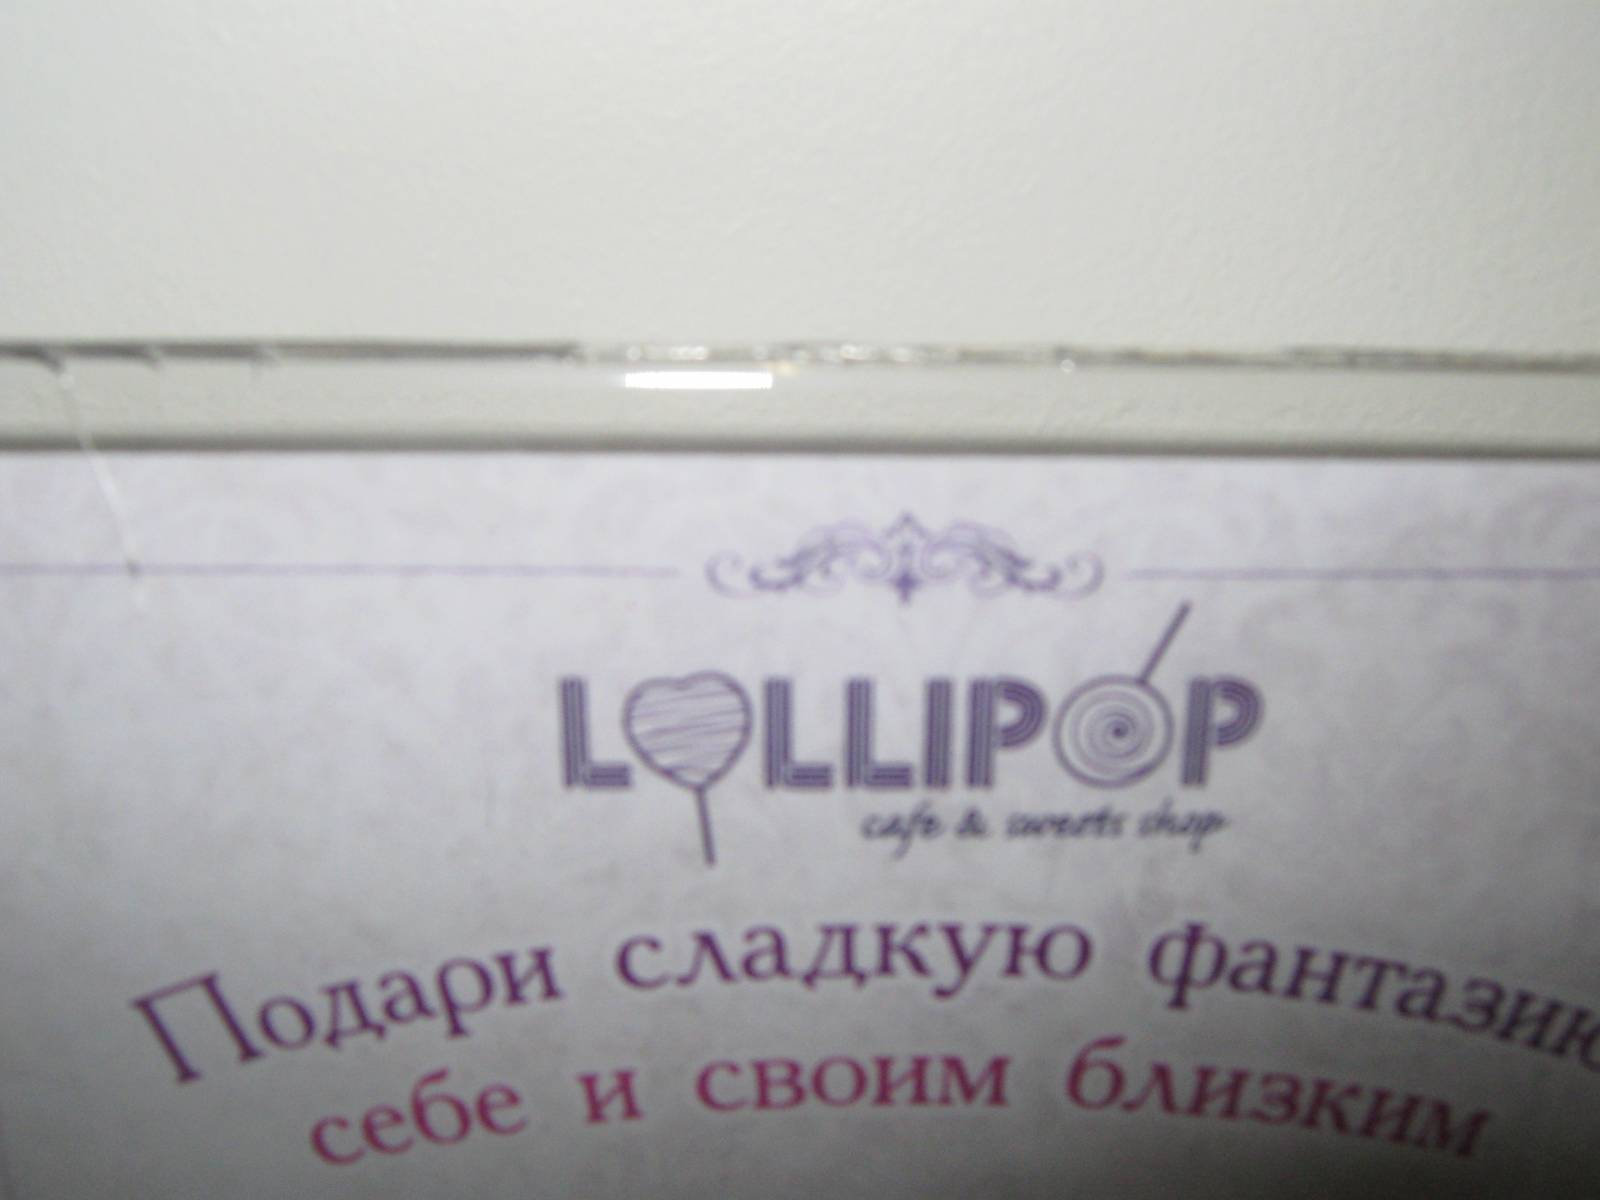 LOLLIPOP
cafe & sweets shop
Подари сладкую фантазию
себе и своим близким